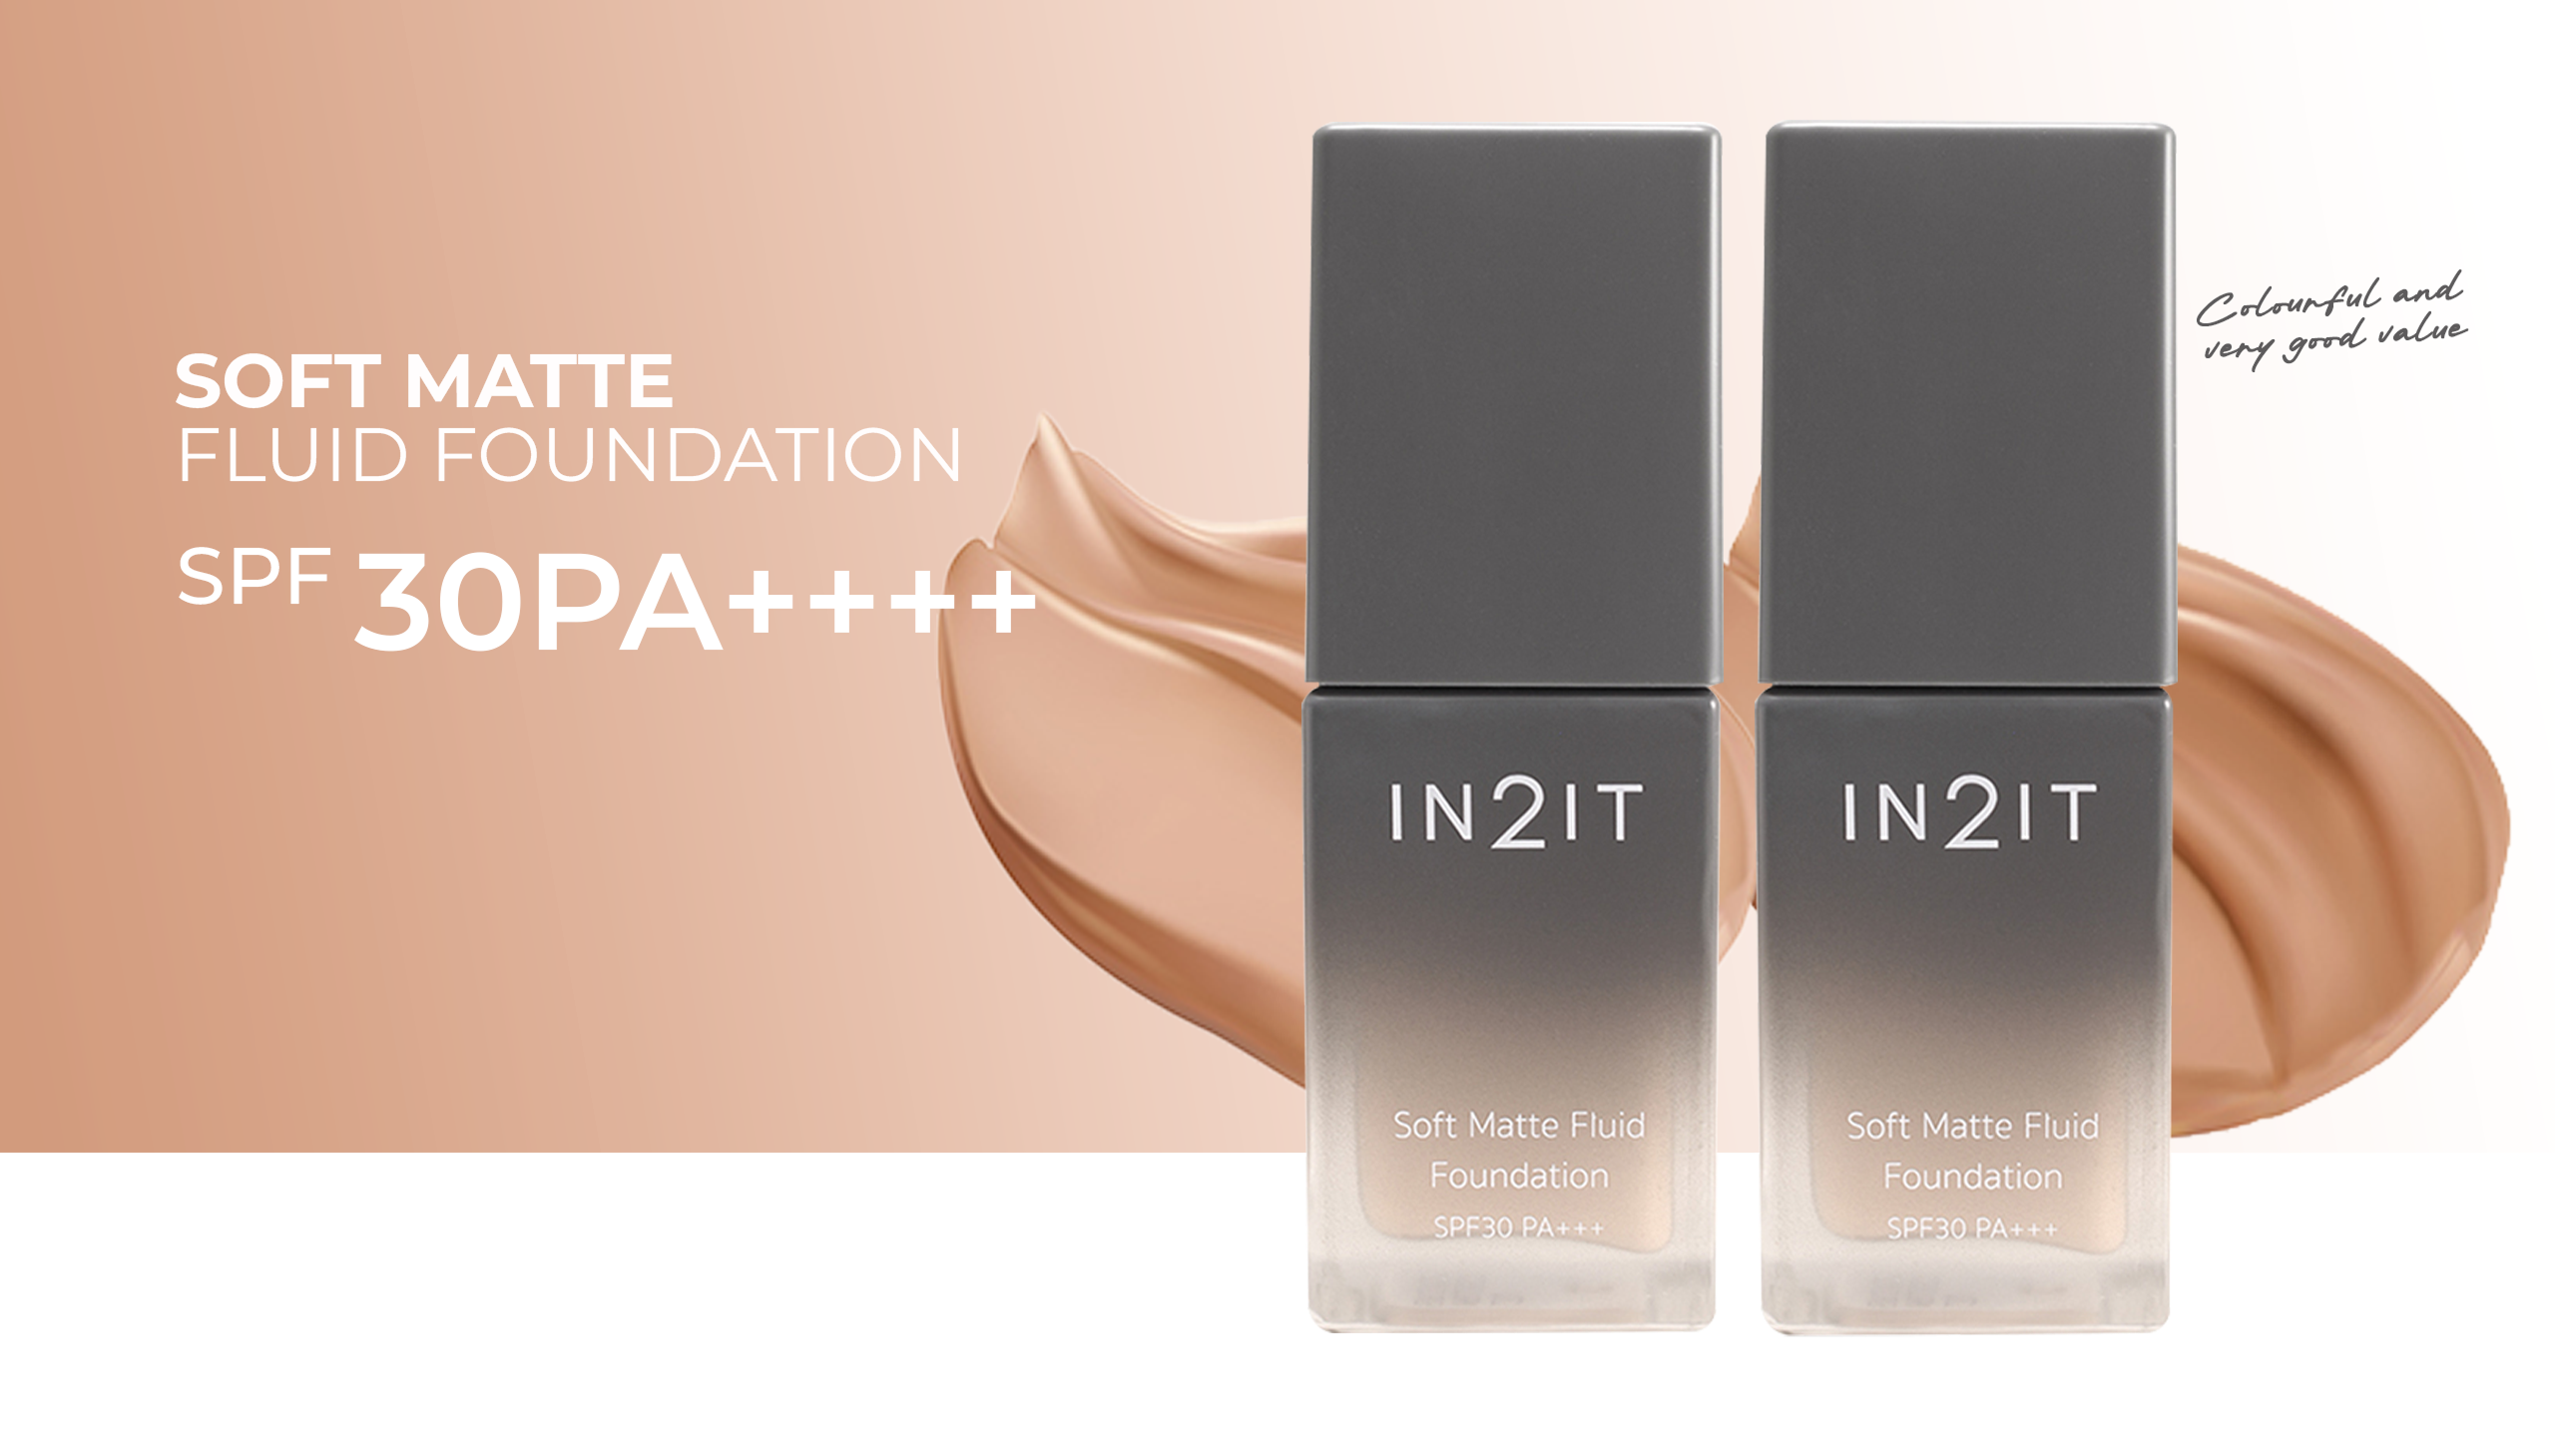 SOFT MATTE
FLUID FOUNDATION
SPF 30PA++++
Colourful and
very good value
IN2IT
Soft Matte Fluid
Foundation
SPF30 PA+++
IN2IT
Soft Matte Fluid
Foundation
SPF30 PA+++